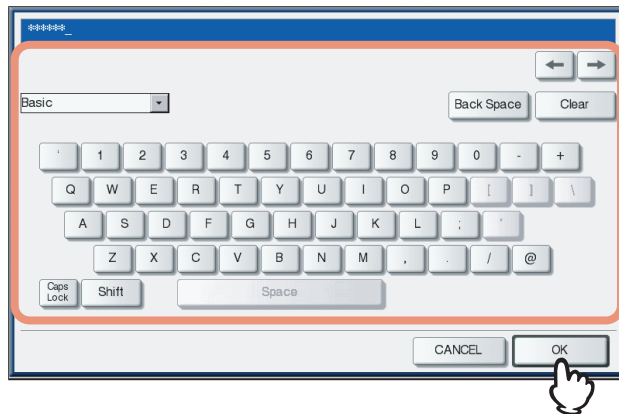 ******_
Basic
Back Space Clear
' 1 2 3 4 5 6 7 8 9 0 - +
Q W E R T Y U I O P [ ] \
A S D F G H J K L ; '
Z X C V B N M , . / @
Caps Lock Shift Space
CANCEL OK